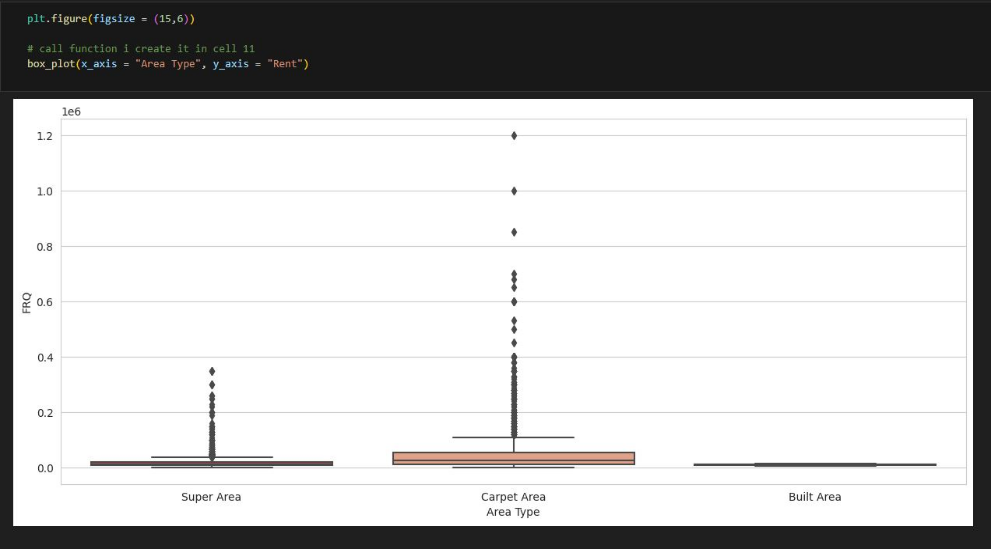 plt.figure(figsize = (15,6))
# call function i create it in cell 11
box_plot(x_axis = "Area Type", y_axis = "Rent")
1e6
1.2
1.0
0.8
0.6
0.4
0.2
0.0
FRQ
Super Area
Carpet Area
Built Area
Area Type